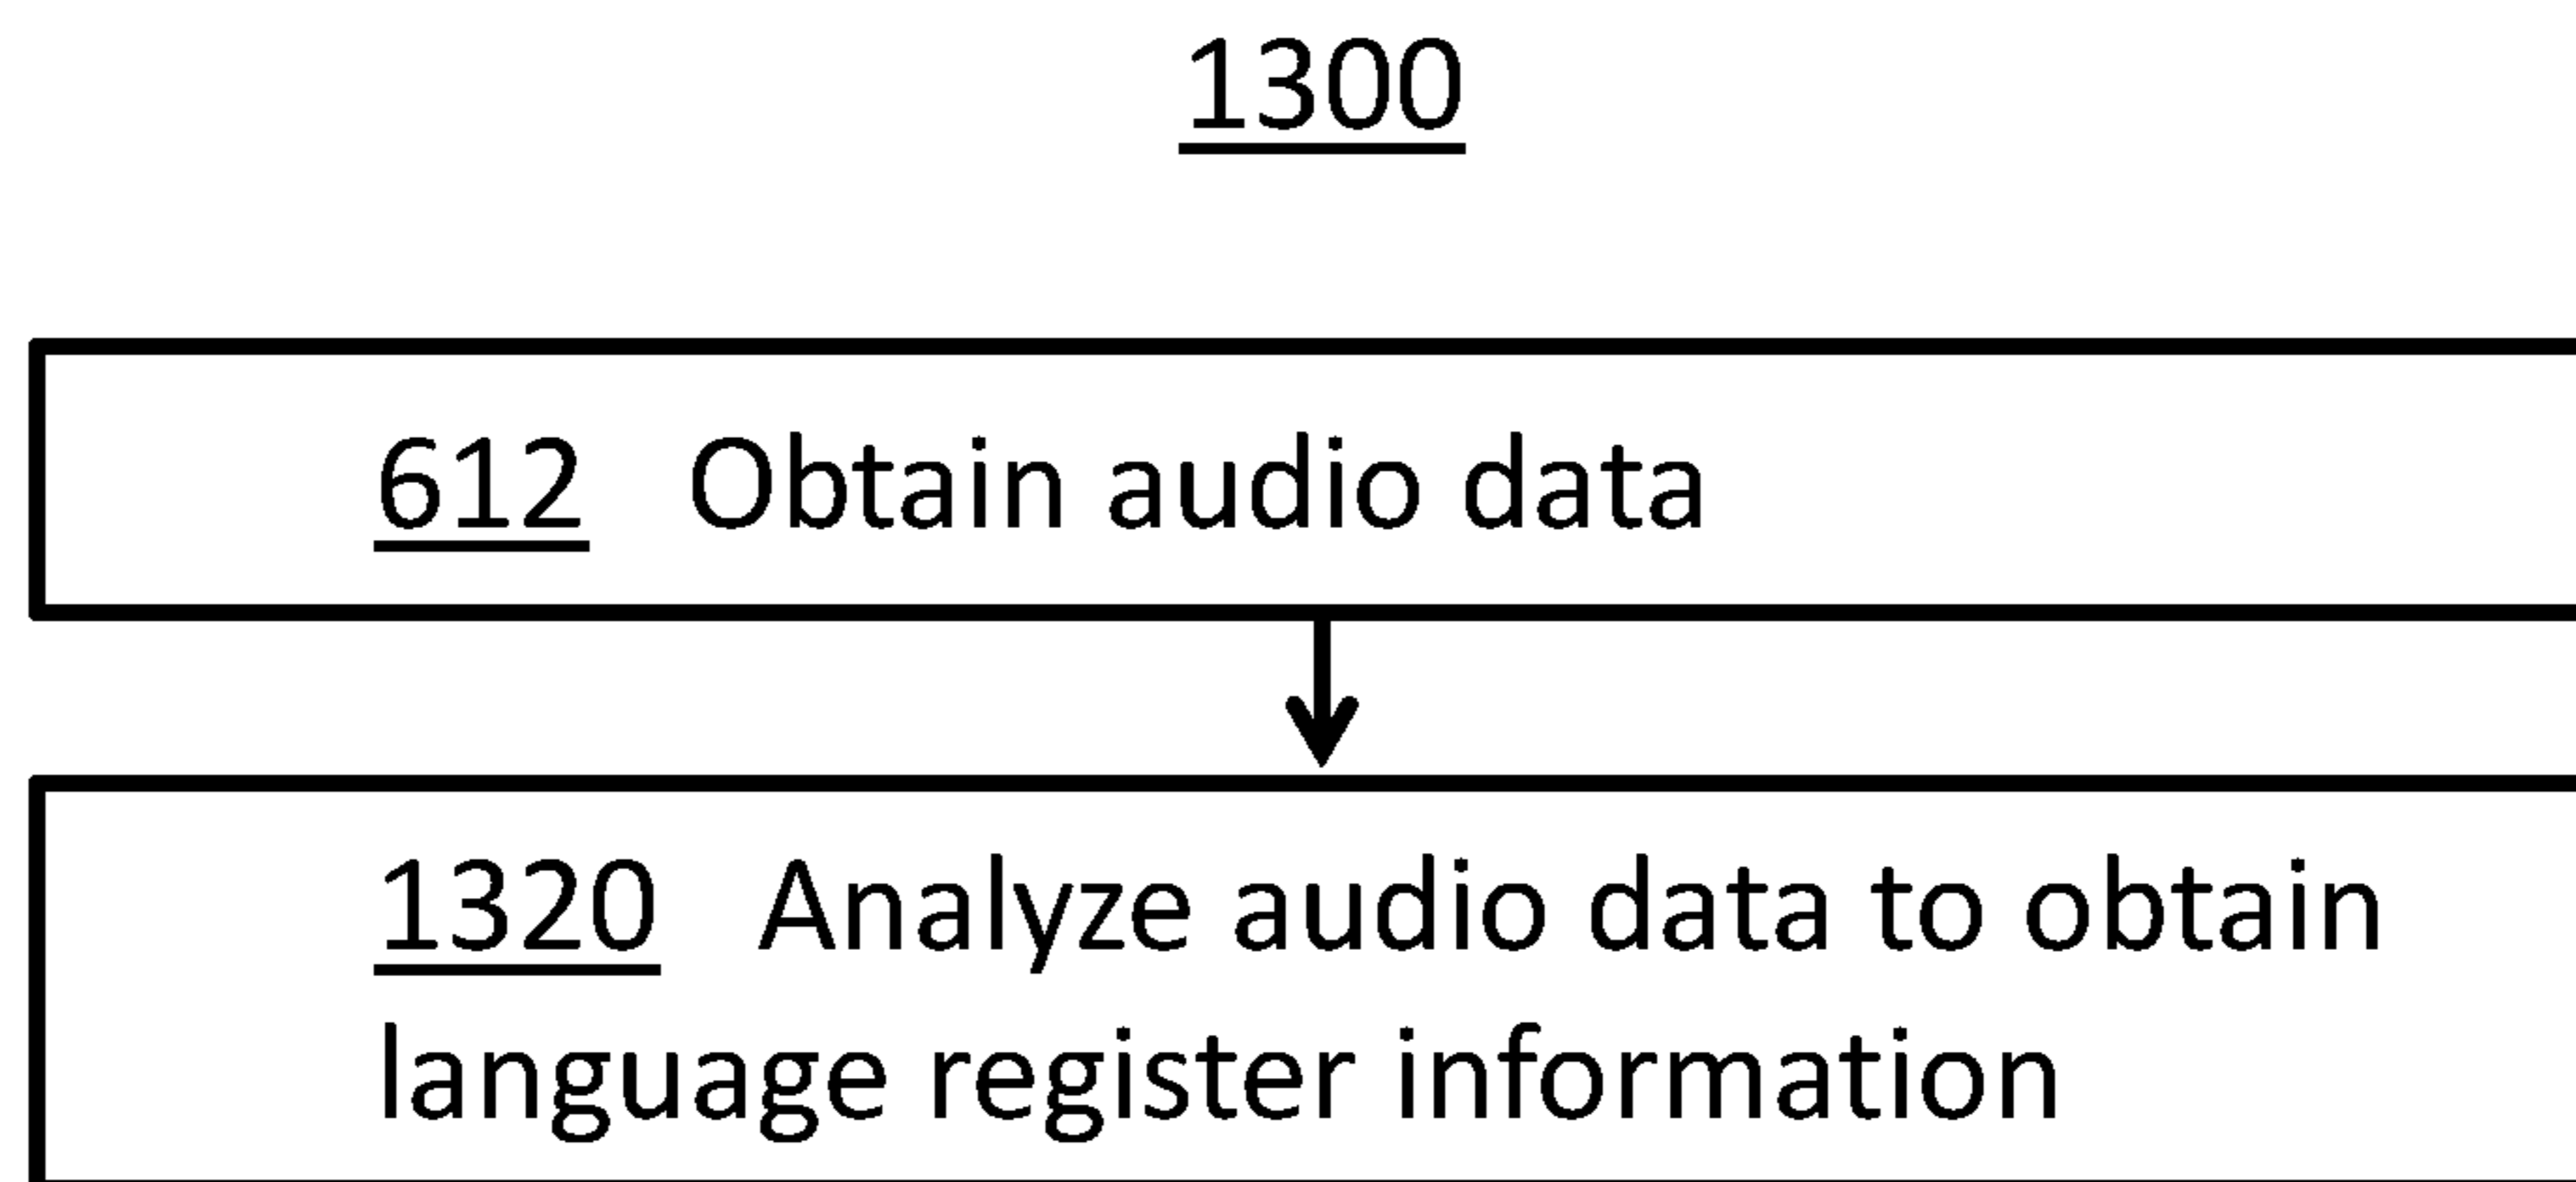 1300
612 Obtain audio data
1320 Analyze audio data to obtain
language register information